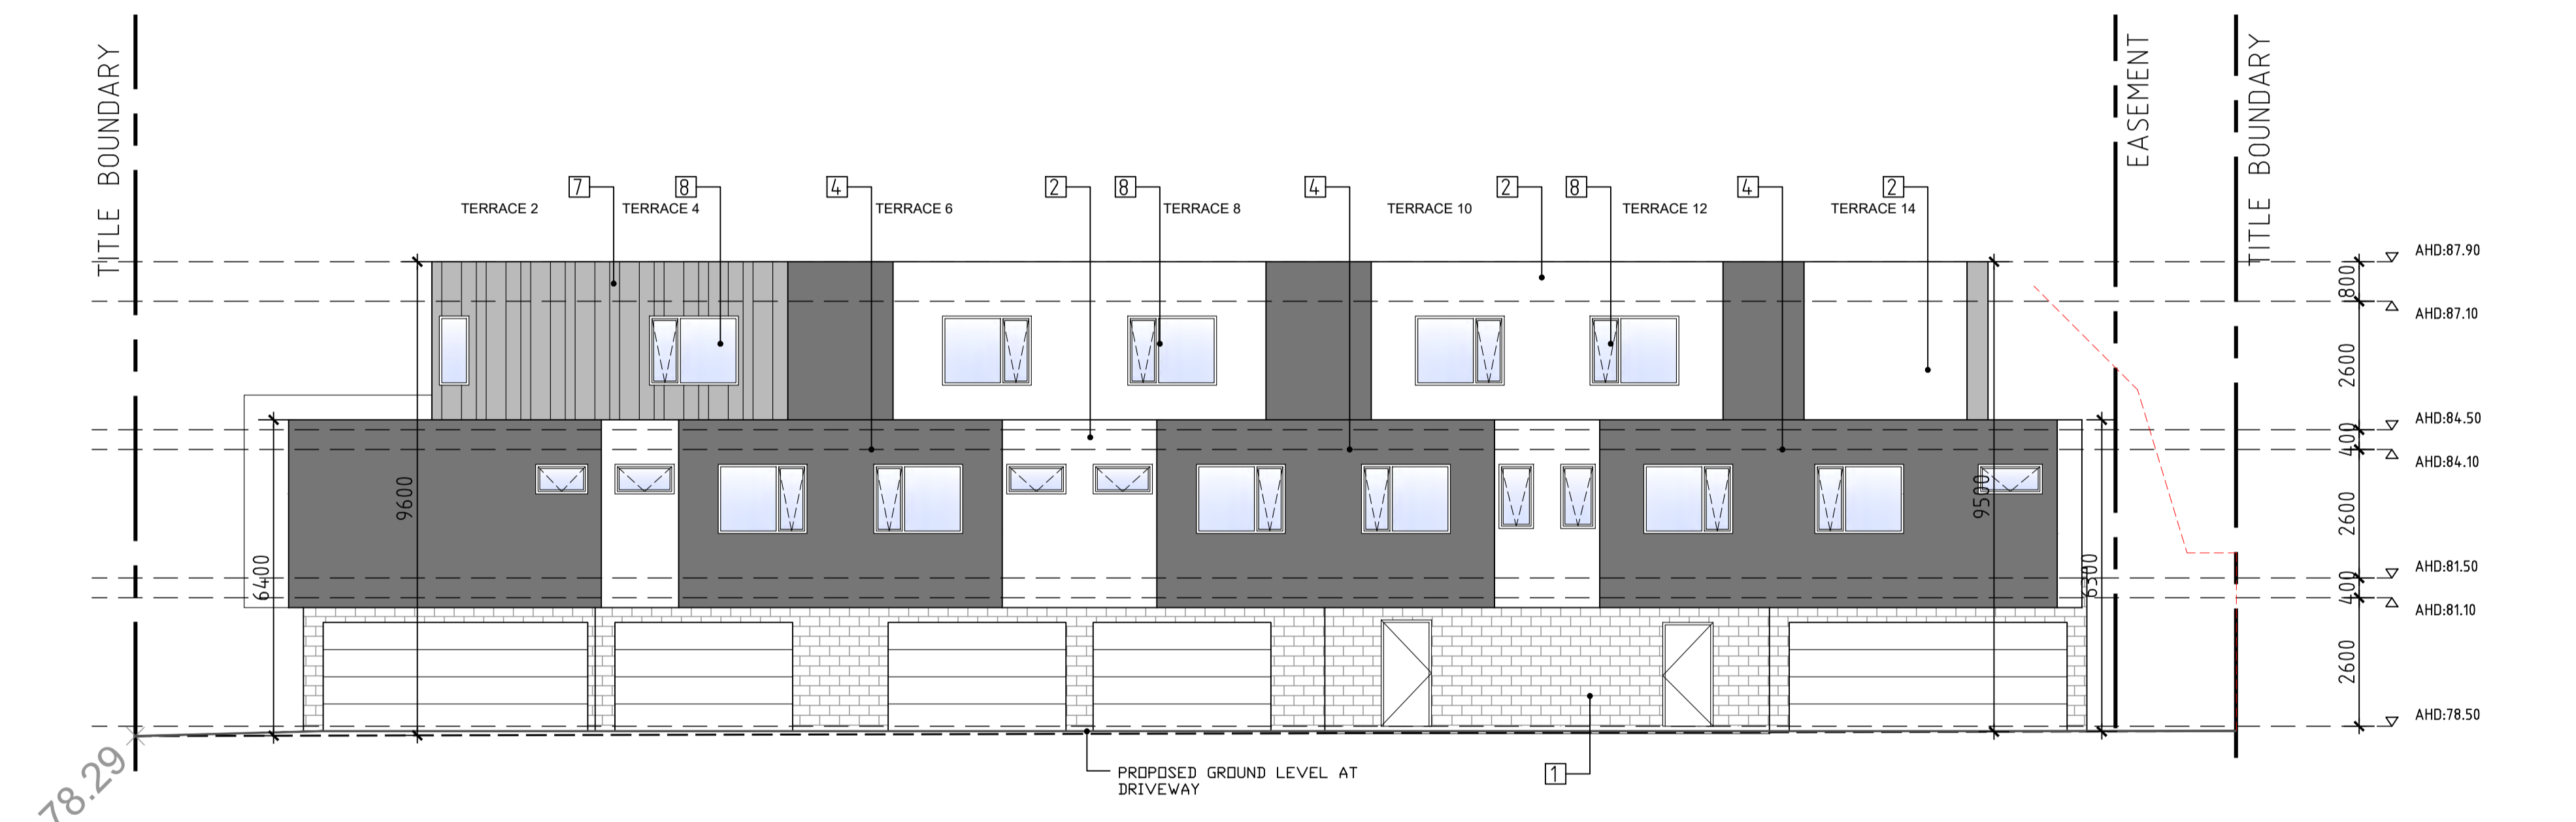 TITLE BOUNDARY
EASEMENT
TITLE BOUNDARY
7
8
4
2
8
4
2
8
4
2
TERRACE 2
TERRACE 4
TERRACE 6
TERRACE 8
TERRACE 10
TERRACE 12
TERRACE 14
AHD:87.90
800
AHD:87.10
2600
AHD:84.50
400
AHD:84.10
9600
9500
2600
6400
6300
AHD:81.50
400
AHD:81.10
2600
AHD:78.50
78.29
PROPOSED GROUND LEVEL AT
DRIVEWAY
1